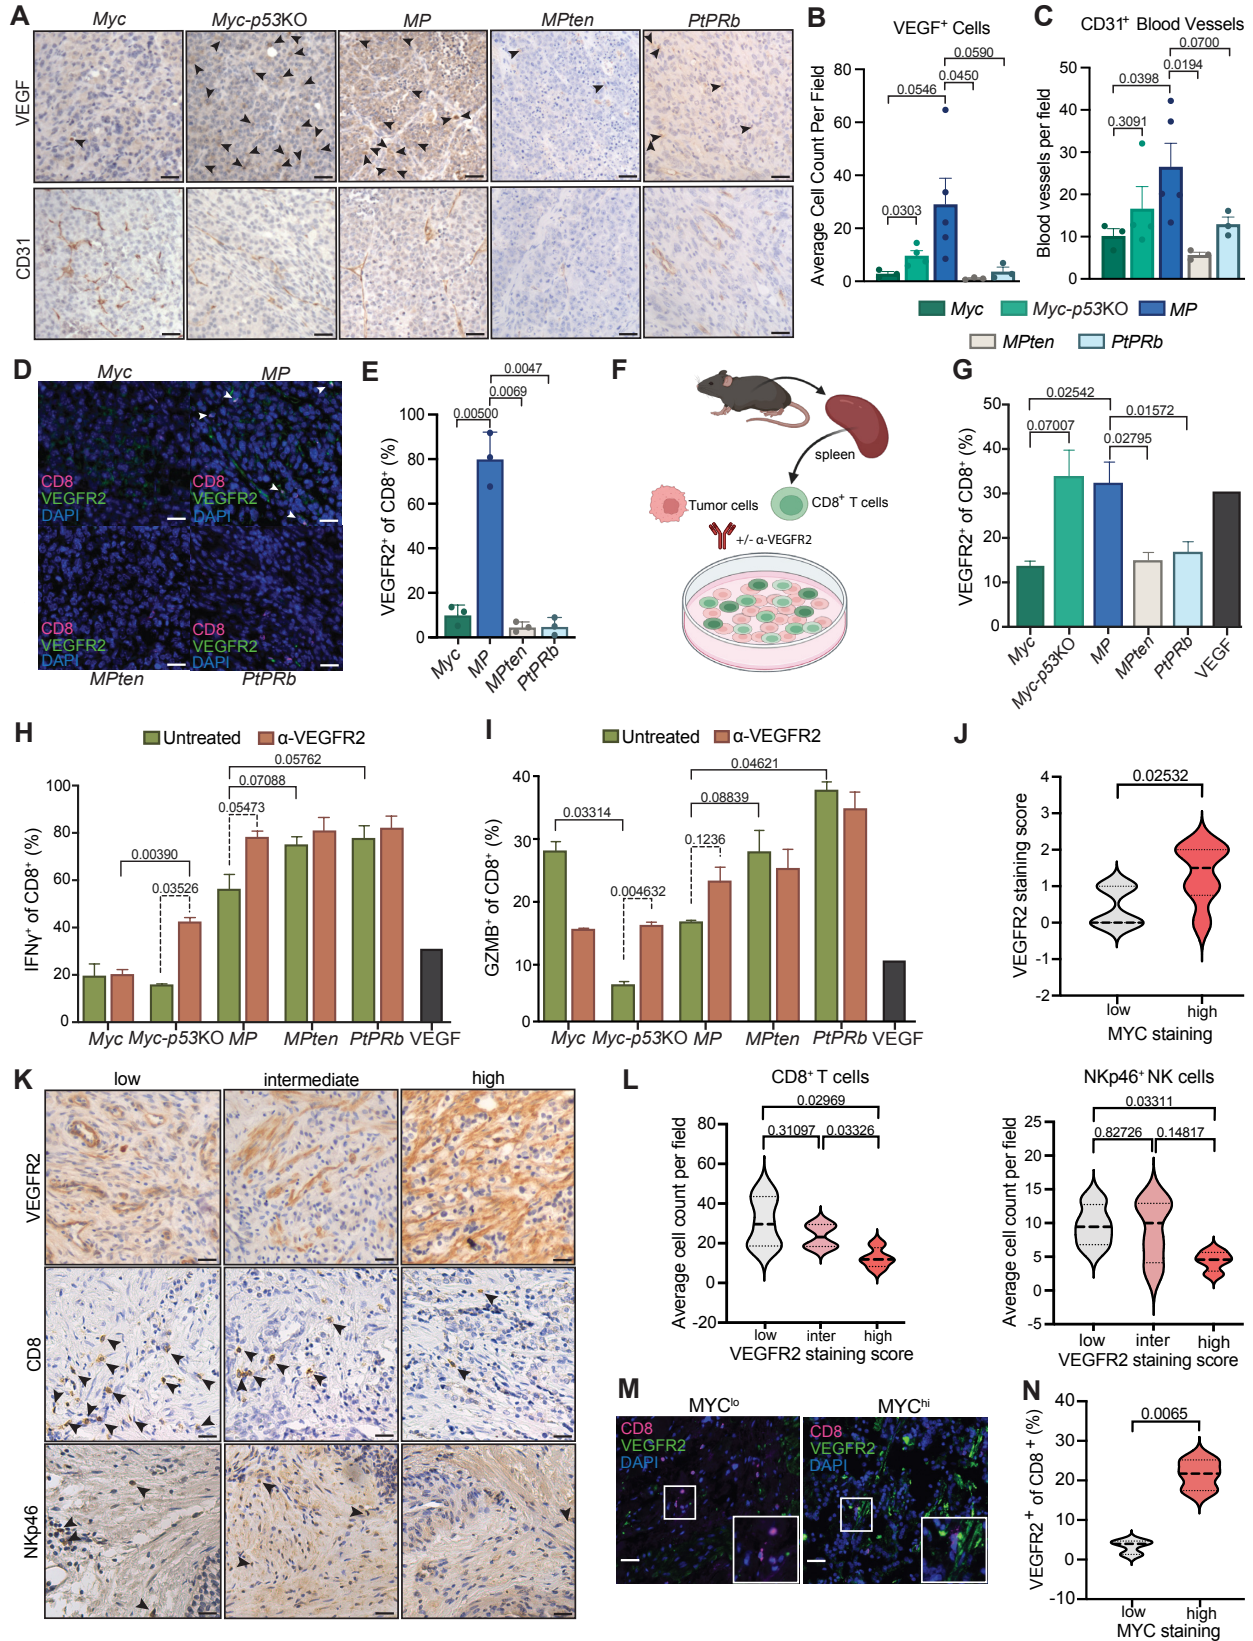 A
Myc
Myc-p53KO
MP
MPten
PtPRb
VEGF
CD31
B
VEGF⁺ Cells
Average Cell Count Per Field
80
60
40
20
0
0.0590
0.0450
0.0546
0.0303
C
CD31⁺ Blood Vessels
Blood vessels per field
50
40
30
20
10
0
0.0700
0.0194
0.0398
0.3091
Myc
Myc-p53KO
MP
MPten
PtPRb
D
Myc
MP
CD8
VEGFR2
DAPI
CD8
VEGFR2
DAPI
CD8
VEGFR2
DAPI
CD8
VEGFR2
DAPI
MPten
PtPRb
E
VEGFR2⁺ of CD8⁺ (%)
100
80
60
40
20
0
0.0047
0.0069
0.00500
Myc
MP
MPten
PtPRb
F
spleen
Tumor cells
CD8⁺ T cells
+/- α-VEGFR2
G
VEGFR2⁺ of CD8⁺ (%)
50
40
30
20
10
0
0.02542
0.07007
0.01572
0.02795
Myc
Myc-p53KO
MP
MPten
PtPRb
VEGF
H
Untreated
α-VEGFR2
IFNγ⁺ of CD8⁺ (%)
100
80
60
40
20
0
0.05762
0.07088
0.05473
0.00390
0.03526
Myc Myc-p53KO MP MPten PtPRb VEGF
I
Untreated
α-VEGFR2
GZMB⁺ of CD8⁺ (%)
40
30
20
10
0
0.04621
0.08839
0.03314
0.1236
0.004632
Myc Myc-p53KO MP MPten PtPRb VEGF
J
VEGFR2 staining score
4
3
2
1
0
-1
-2
0.02532
low
high
MYC staining
K
low
intermediate
high
VEGFR2
CD8
NKp46
L
CD8⁺ T cells
Average cell count per field
80
60
40
20
0
-20
0.02969
0.31097
0.03326
low
inter
high
VEGFR2 staining score
NKp46⁺ NK cells
Average cell count per field
25
20
15
10
5
0
-5
0.03311
0.82726
0.14817
low
inter
high
VEGFR2 staining score
M
MYCˡᵒ
MYCʰⁱ
CD8
VEGFR2
DAPI
CD8
VEGFR2
DAPI
N
VEGFR2⁺ of CD8⁺ (%)
40
30
20
10
0
-10
0.0065
low
high
MYC staining